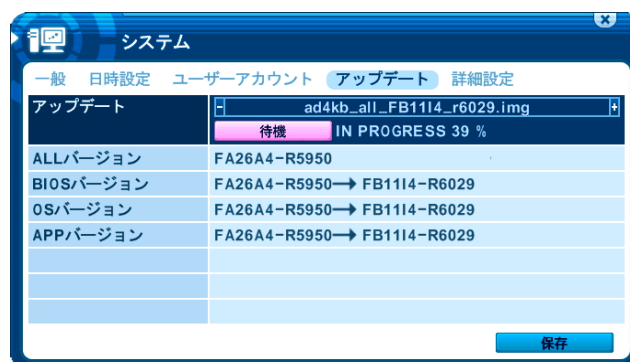 システム
一般 日時設定 ユーザーアカウント アップデート 詳細設定
アップデート - ad4kb_all_FB11I4_r6029.img +
待機 IN PROGRESS 39 %
ALLバージョン FA26A4-R5950
BIOSバージョン FA26A4-R5950→ FB11I4-R6029
OSバージョン FA26A4-R5950→ FB11I4-R6029
APPバージョン FA26A4-R5950→ FB11I4-R6029
保存